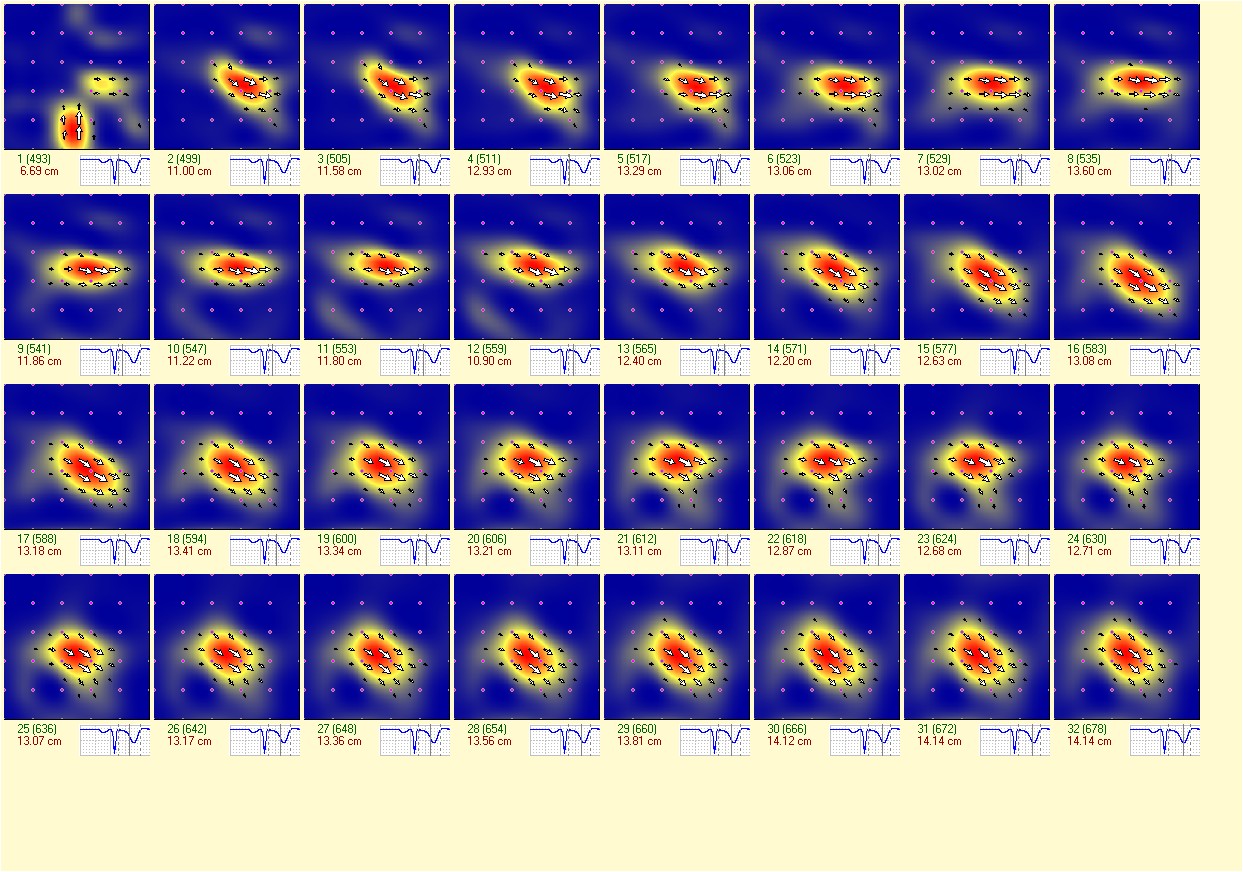 1 (493) 2 (499) 3 (505) 4 (511) 5 (517) 6 (523) 7 (529) 8 (535)
6.69 cm 11.00 cm 11.58 cm 12.93 cm 13.29 cm 13.06 cm 13.02 cm 13.60 cm
9 (541) 10 (547) 11 (553) 12 (559) 13 (565) 14 (571) 15 (577) 16 (583)
11.86 cm 11.22 cm 11.80 cm 10.90 cm 12.40 cm 12.20 cm 12.63 cm 13.08 cm
17 (588) 18 (594) 19 (600) 20 (606) 21 (612) 22 (618) 23 (624) 24 (630)
13.18 cm 13.41 cm 13.34 cm 13.21 cm 13.11 cm 12.87 cm 12.68 cm 12.71 cm
25 (636) 26 (642) 27 (648) 28 (654) 29 (660) 30 (666) 31 (672) 32 (678)
13.07 cm 13.17 cm 13.36 cm 13.56 cm 13.81 cm 14.12 cm 14.14 cm 14.14 cm